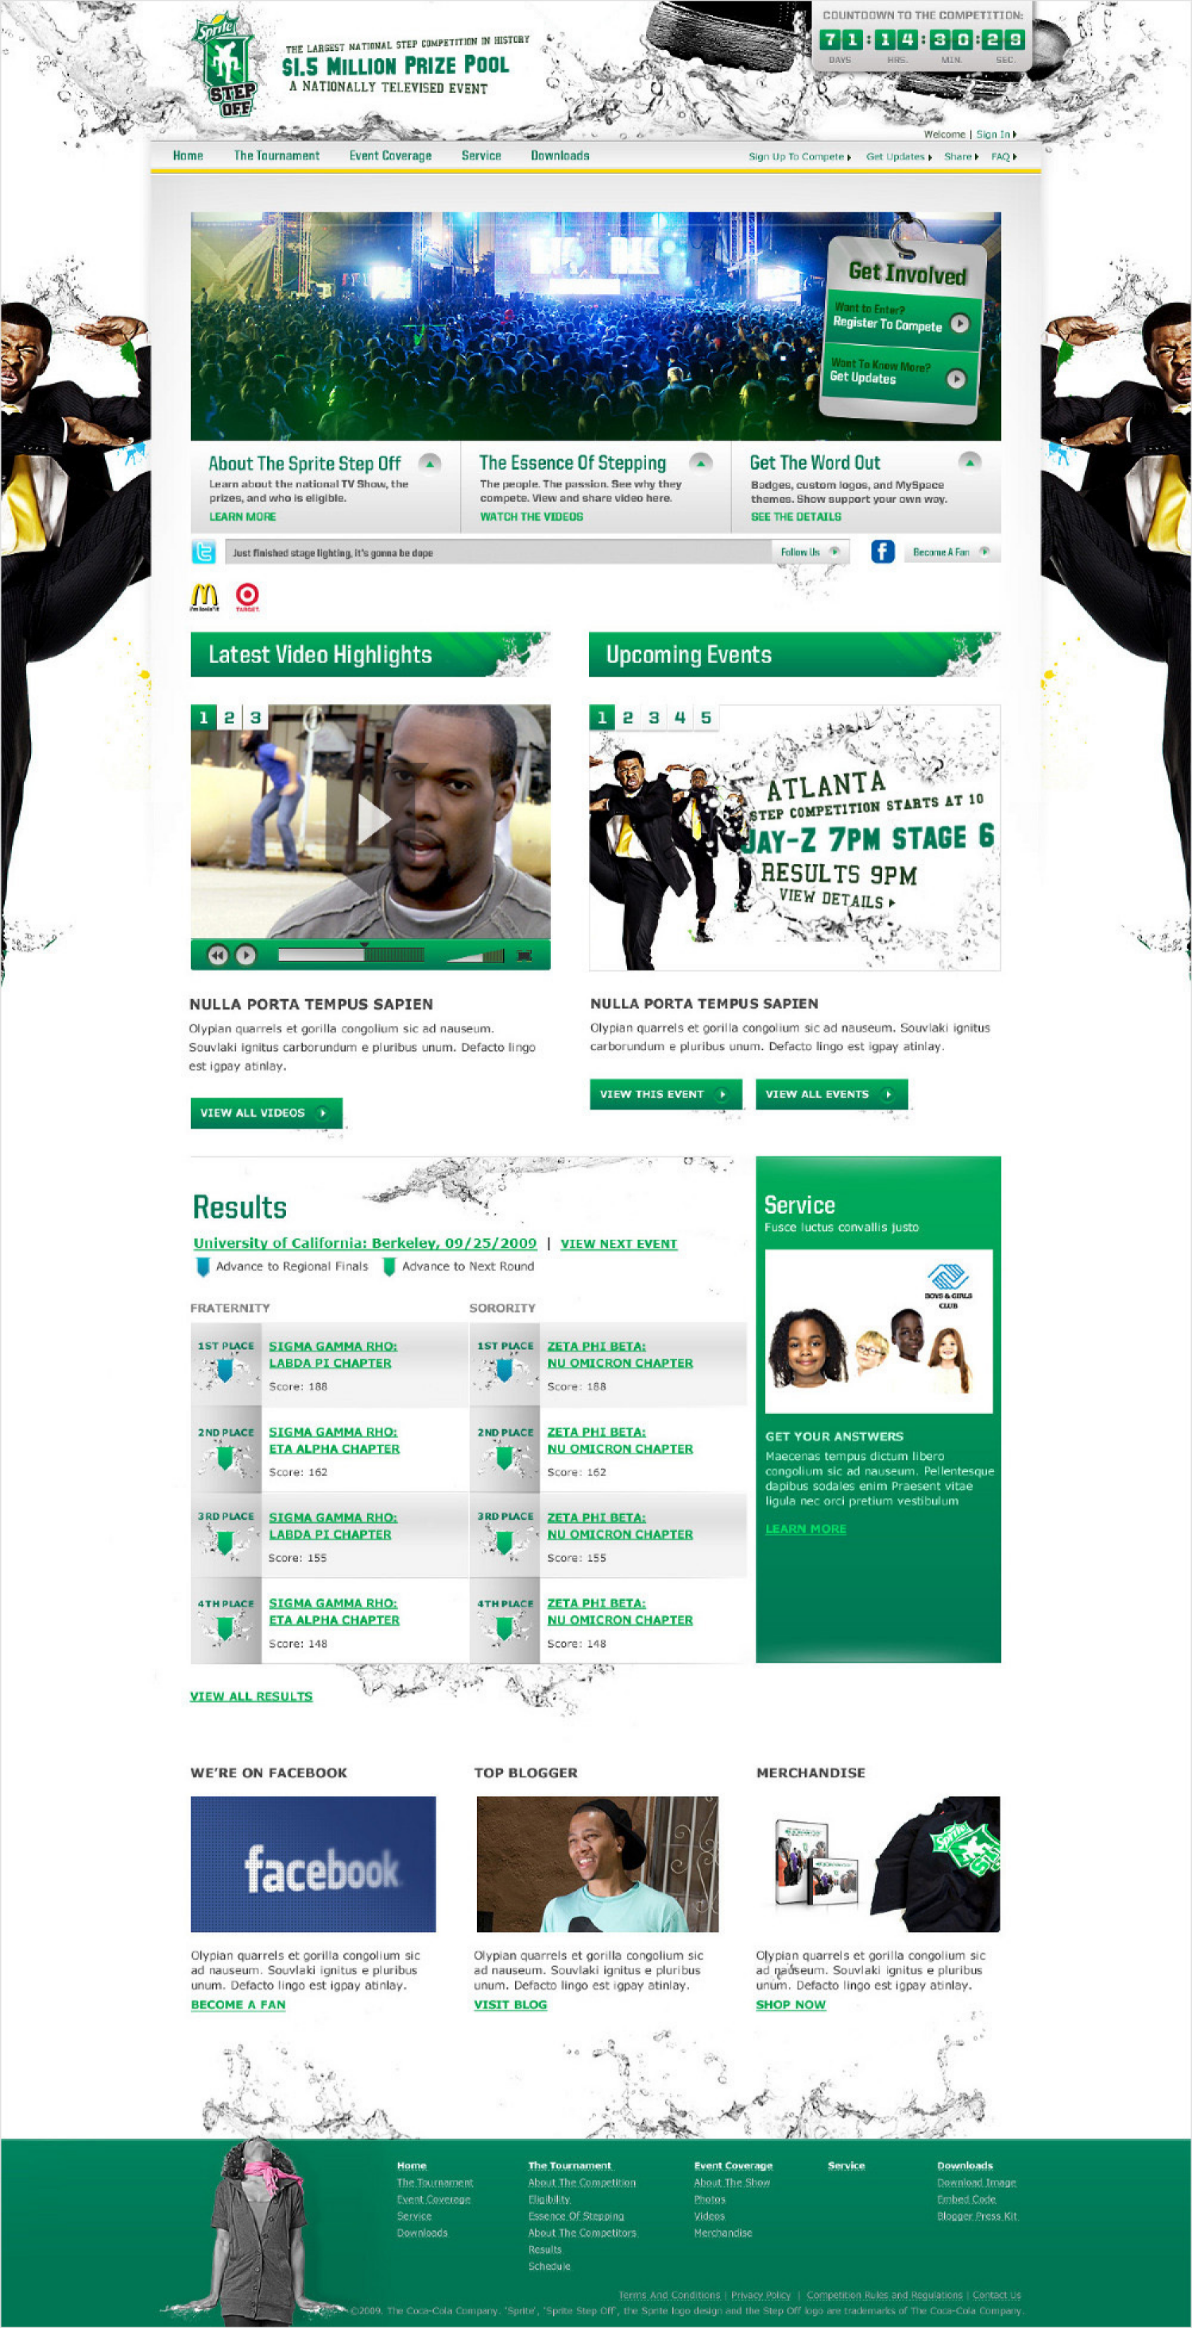 Sprite
STEP
OFF
THE LARGEST NATIONAL STEP COMPETITION IN HISTORY
$1.5 MILLION PRIZE POOL
A NATIONALLY TELEVISED EVENT
COUNTDOWN TO THE COMPETITION:
71:14:30:29
DAYS HRS. MIN. SEC.
Welcome | Sign In
Home The Tournament Event Coverage Service Downloads
Sign Up To Compete Get Updates Share FAQ
Get Involved
Want to Enter?
Register To Compete
Want To Know More?
Get Updates
About The Sprite Step Off
Learn about the national TV Show, the
prizes, and who is eligible.
LEARN MORE
The Essence Of Stepping
The people. The passion. See why they
compete. View and share video here.
WATCH THE VIDEOS
Get The Word Out
Badges, custom logos, and MySpace
themes. Show support your own way.
SEE THE DETAILS
Just finished stage lighting, It's gonna be dope
Follow Us
Become A Fan
i'm lovin' it
TARGET
Latest Video Highlights
1 2 3
Upcoming Events
1 2 3 4 5
ATLANTA
STEP COMPETITION STARTS AT 10
JAY-Z 7PM STAGE 6
RESULTS 9PM
VIEW DETAILS
NULLA PORTA TEMPUS SAPIEN
Olypian quarrels et gorilla congolium sic ad nauseum.
Souvlaki ignitus carborundum e pluribus unum. Defacto lingo
est igpay atinlay.
VIEW ALL VIDEOS
NULLA PORTA TEMPUS SAPIEN
Olypian quarrels et gorilla congolium sic ad nauseum. Souvlaki ignitus
carborundum e pluribus unum. Defacto lingo est igpay atinlay.
VIEW THIS EVENT
VIEW ALL EVENTS
Results
University of California: Berkeley, 09/25/2009 | VIEW NEXT EVENT
Advance to Regional Finals Advance to Next Round
FRATERNITY
1ST PLACE
SIGMA GAMMA RHO:
LABDA PI CHAPTER
Score: 188
2ND PLACE
SIGMA GAMMA RHO:
ETA ALPHA CHAPTER
Score: 162
3RD PLACE
SIGMA GAMMA RHO:
LABDA PI CHAPTER
Score: 155
4TH PLACE
SIGMA GAMMA RHO:
ETA ALPHA CHAPTER
Score: 148
SORORITY
1ST PLACE
ZETA PHI BETA:
NU OMICRON CHAPTER
Score: 188
2ND PLACE
ZETA PHI BETA:
NU OMICRON CHAPTER
Score: 162
3RD PLACE
ZETA PHI BETA:
NU OMICRON CHAPTER
Score: 155
4TH PLACE
ZETA PHI BETA:
NU OMICRON CHAPTER
Score: 148
VIEW ALL RESULTS
Service
Fusce luctus convallis justo
BOYS & GIRLS
CLUB
GET YOUR ANSTWERS
Maecenas tempus dictum libero
congolium sic ad nauseum. Pellentesque
dapibus sodales enim Praesent vitae
ligula nec orci pretium vestibulum
LEARN MORE
WE'RE ON FACEBOOK
facebook
Olypian quarrels et gorilla congolium sic
ad nauseum. Souvlaki ignitus e pluribus
unum. Defacto lingo est igpay atinlay.
BECOME A FAN
TOP BLOGGER
Olypian quarrels et gorilla congolium sic
ad nauseum. Souvlaki ignitus e pluribus
unum. Defacto lingo est igpay atinlay.
VISIT BLOG
MERCHANDISE
Sprite
Olypian quarrels et gorilla congolium sic
ad nauseum. Souvlaki ignitus e pluribus
unum. Defacto lingo est igpay atinlay.
SHOP NOW
Home
The Tournament
Event Coverage
Service
Downloads
The Tournament
About The Competition
Eligibility
Essence Of Stepping
About The Competitors
Results
Schedule
Event Coverage
About The Show
Photos
Videos
Merchandise
Service
Downloads
Download Image
Embed Code
Blogger Press Kit
Terms And Conditions | Privacy Policy | Competition Rules and Regulations | Contact Us
©2009. The Coca-Cola Company. 'Sprite', 'Sprite Step Off', the Sprite logo design and the Step Off logo are trademarks of The Coca-Cola Company.